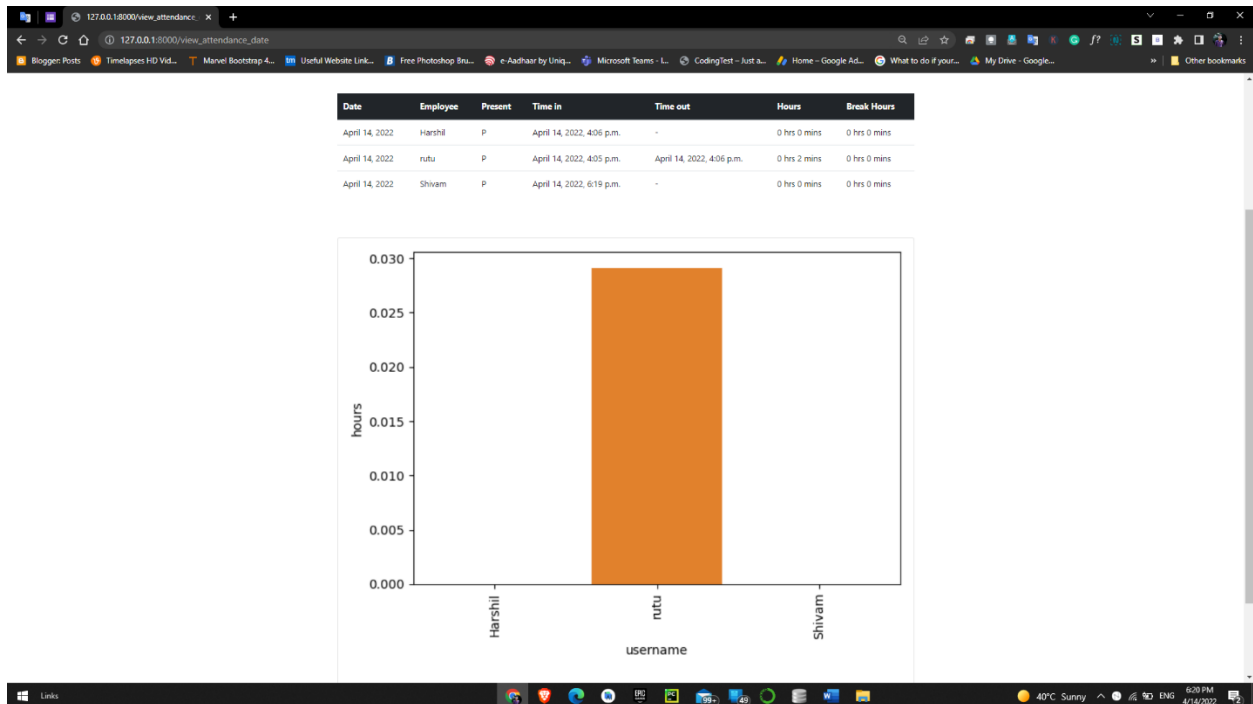 127.0.0.1:8000/view_attendance_
127.0.0.1:8000/view_attendance_date
Blogger: Posts Timelapses HD Vid... Marvel Bootstrap 4... Useful Website Link... Free Photoshop Bru... e-Aadhaar by Uniq... Microsoft Teams - L... CodingTest – Just a... Home – Google Ad... What to do if your... My Drive - Google... » Other bookmarks
Date Employee Present Time in Time out Hours Break Hours
April 14, 2022 Harshil P April 14, 2022, 4:06 p.m. - 0 hrs 0 mins 0 hrs 0 mins
April 14, 2022 rutu P April 14, 2022, 4:05 p.m. April 14, 2022, 4:06 p.m. 0 hrs 2 mins 0 hrs 0 mins
April 14, 2022 Shivam P April 14, 2022, 6:19 p.m. - 0 hrs 0 mins 0 hrs 0 mins
0.030
0.025
0.020
0.015
0.010
0.005
0.000
hours
Harshil rutu Shivam
username
Links 99+ 49 40°C Sunny ENG 6:20 PM
4/14/2022